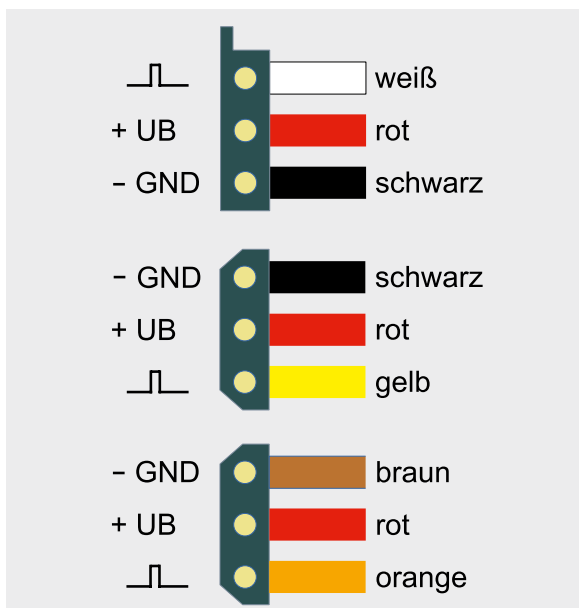 weiß
+ UB rot
− GND schwarz
− GND schwarz
+ UB rot
gelb
− GND braun
+ UB rot
orange